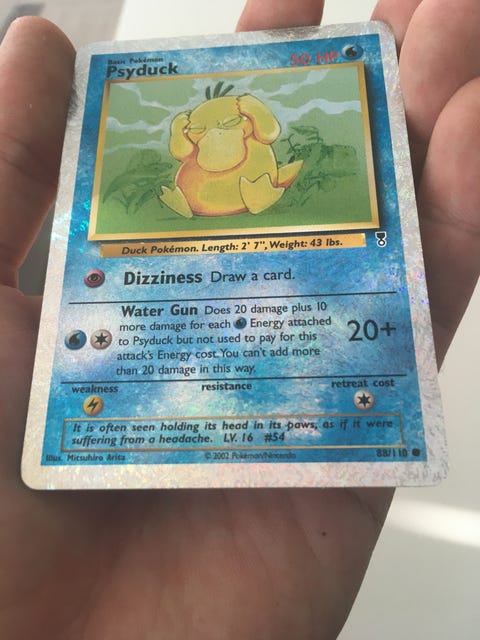 Basic Pokémon
Psyduck
50 HP
Duck Pokémon. Length: 2' 7", Weight: 43 lbs.
Dizziness Draw a card.
Water Gun Does 20 damage plus 10
more damage for each Energy attached
to Psyduck but not used to pay for this
attack's Energy cost. You can't add more
than 20 damage in this way.
20+
weakness
resistance
retreat cost
It is often seen holding its head in its paws, as if it were
suffering from a headache. LV. 16 #54
Illus. Mitsuhiro Arita
© 2002 Pokémon/Nintendo
88/110